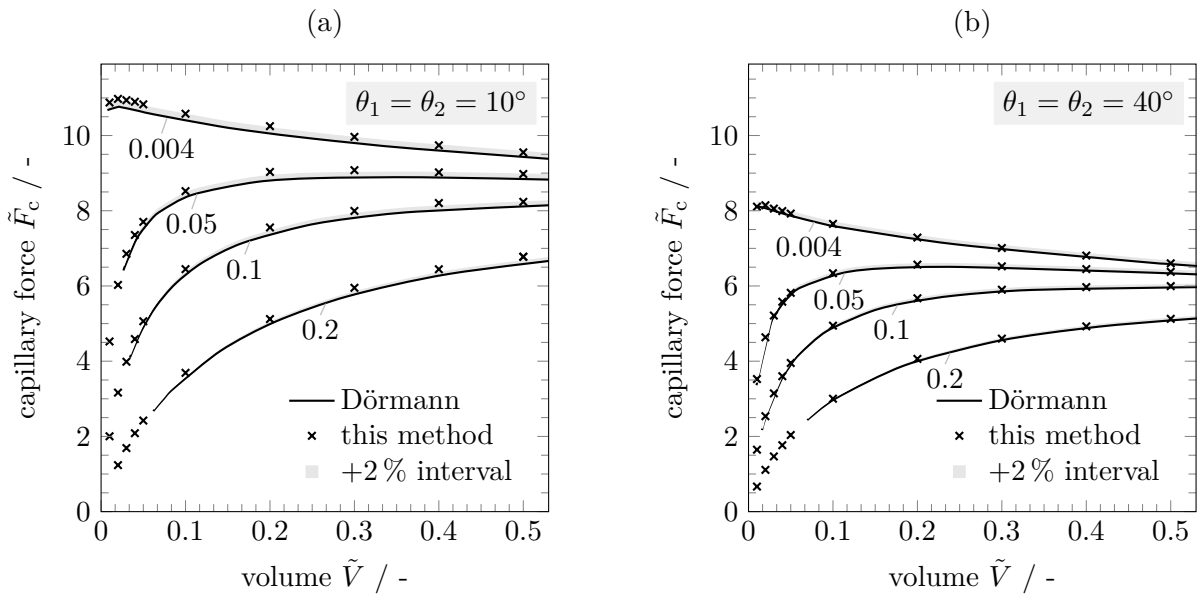 (a)
θ₁ = θ₂ = 10°
10
8
6
4
2
0
0
0.1
0.2
0.3
0.4
0.5
0.004
0.05
0.1
0.2
Dörmann
this method
+2 % interval
capillary force F̃c / -
volume Ṽ / -
(b)
θ₁ = θ₂ = 40°
10
8
6
4
2
0
0
0.1
0.2
0.3
0.4
0.5
0.004
0.05
0.1
0.2
Dörmann
this method
+2 % interval
capillary force F̃c / -
volume Ṽ / -